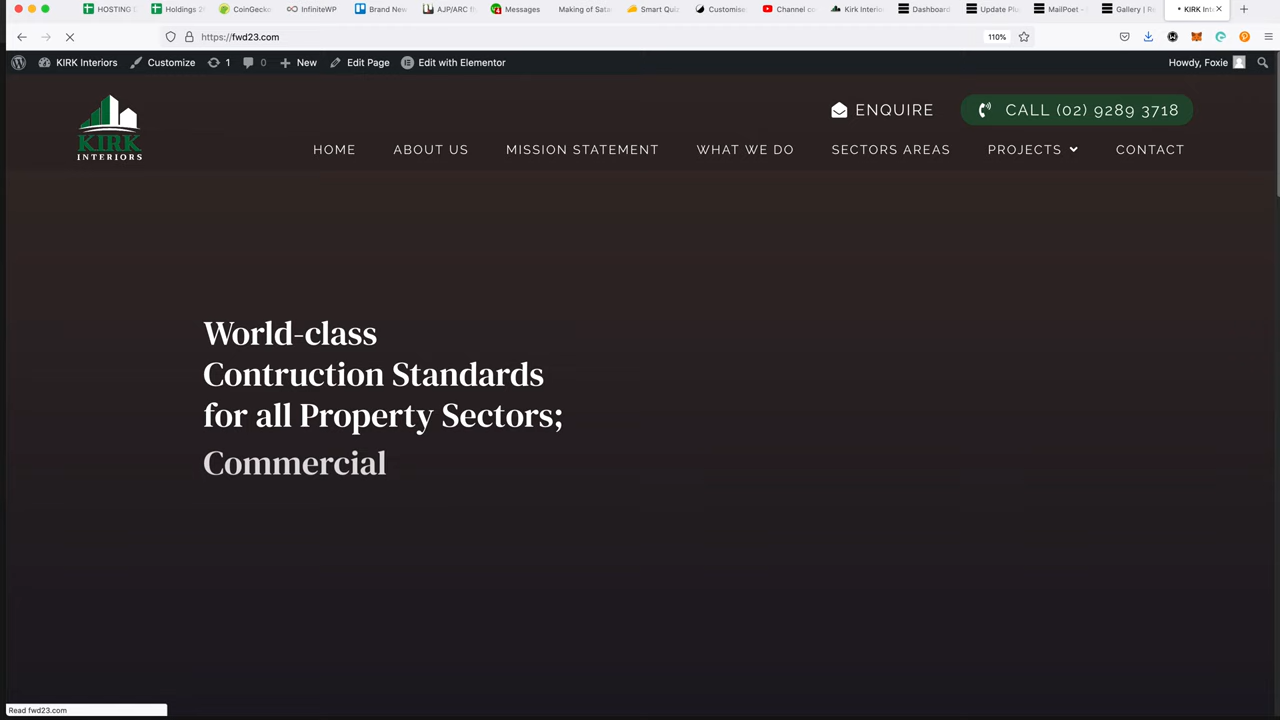 HOSTING
Holdings 20
CoinGecko
InfiniteWP
Brand New
AJP/ARC f
Messages
Making of Sata
Smart Quiz
Customise
Channel co
Kirk Interio
Dashboard
Update Plu
MailPoet -
Gallery | R
KIRK Int
https://fwd23.com
110%
KIRK Interiors
Customize
1
0
New
Edit Page
Edit with Elementor
Howdy, Foxie
KIRK
INTERIORS
ENQUIRE
CALL (02) 9289 3718
HOME
ABOUT US
MISSION STATEMENT
WHAT WE DO
SECTORS AREAS
PROJECTS
CONTACT
World-class
Contruction Standards
for all Property Sectors;
Commercial
Read fwd23.com